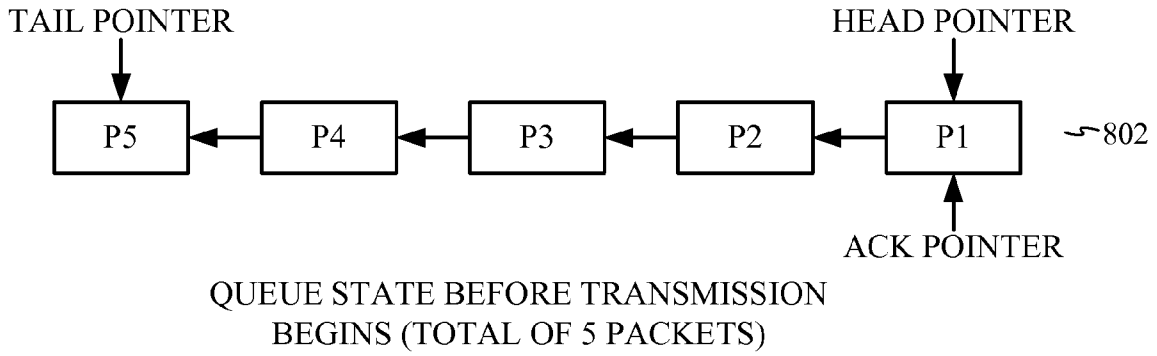 TAIL POINTER
HEAD POINTER
P5
P4
P3
P2
P1
802
ACK POINTER
QUEUE STATE BEFORE TRANSMISSION
BEGINS (TOTAL OF 5 PACKETS)